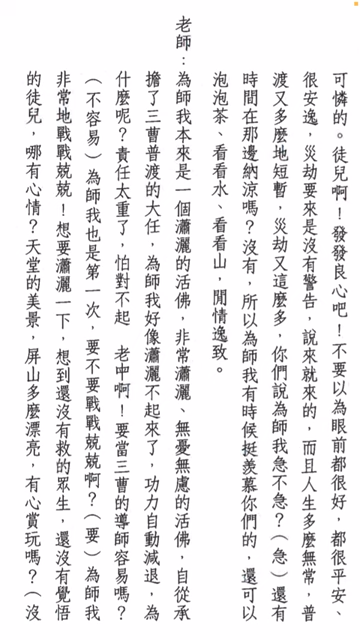 可憐的。徒兒啊！發發良心吧！不要以為眼前都很好，都很平安、
很安逸，災劫要來是沒有警告，說來就來的，而且人生多麼無常，普
渡又多麼地短暫，災劫又這麼多，你們說為師我急不急？（急）還有
時間在那邊納涼嗎？沒有，所以為師我有時候挺羨慕你們的，還可以
泡泡茶、看看水、看看山，閒情逸致。
老師：為師我本來是一個瀟灑的活佛，非常瀟灑、無憂無慮的活佛，自從承
擔了三曹普渡的大任，為師我好像瀟灑不起來了，功力自動減退，為
什麼呢？責任太重了，怕對不起　老㆗啊！要當三曹的導師容易嗎？
（不容易）為師我也是第一次，要不要戰戰兢兢啊？（要）為師我
非常地戰戰兢兢！想要瀟灑一下，想到還沒有救的眾生，還沒有覺悟
的徒兒，哪有心情？天堂的美景，屏山多麼漂亮，有心賞玩嗎？（沒